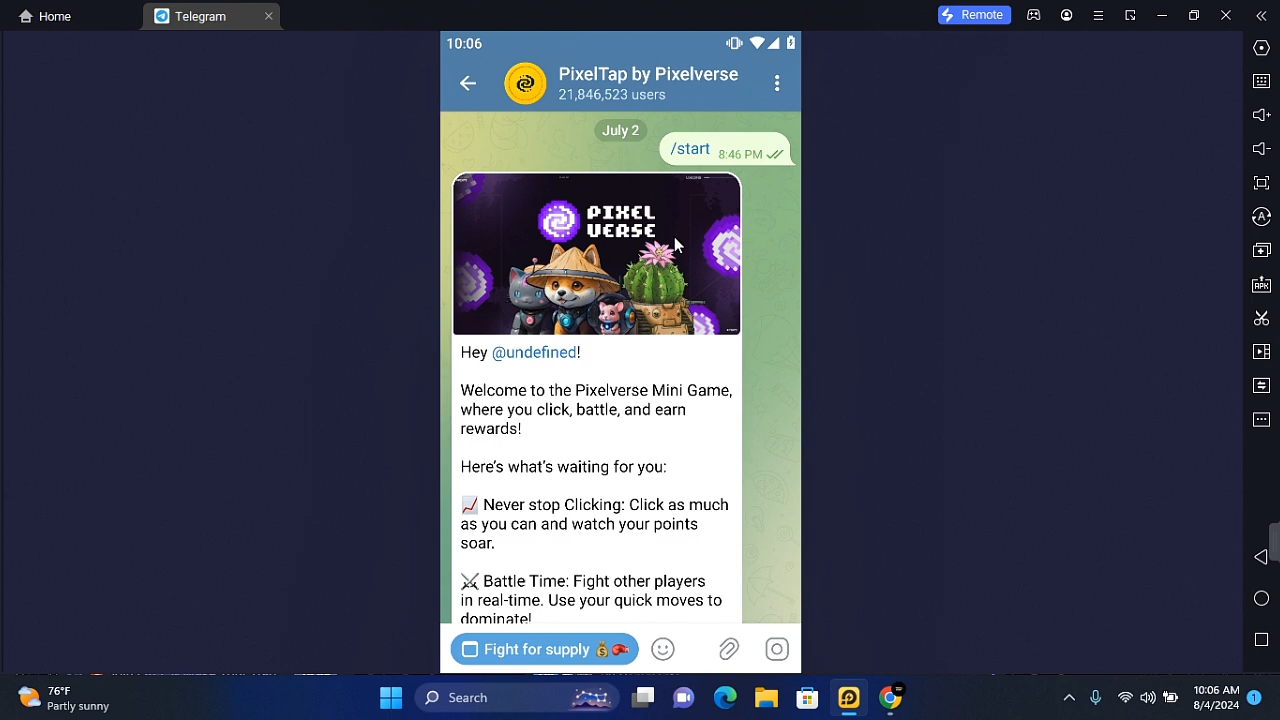 Home
Telegram
Remote
10:06
PixelTap by Pixelverse
21,846,523 users
July 2
/start 8:46 PM
PIXEL
VERSE
Hey @undefined!
Welcome to the Pixelverse Mini Game,
where you click, battle, and earn
rewards!
Here's what's waiting for you:
📈 Never stop Clicking: Click as much
as you can and watch your points
soar.
⚔ Battle Time: Fight other players
in real-time. Use your quick moves to
dominate!
Fight for supply 💰🥊
APK
76°F
Partly sunny
Search
10:06 AM
8/4/2024
1